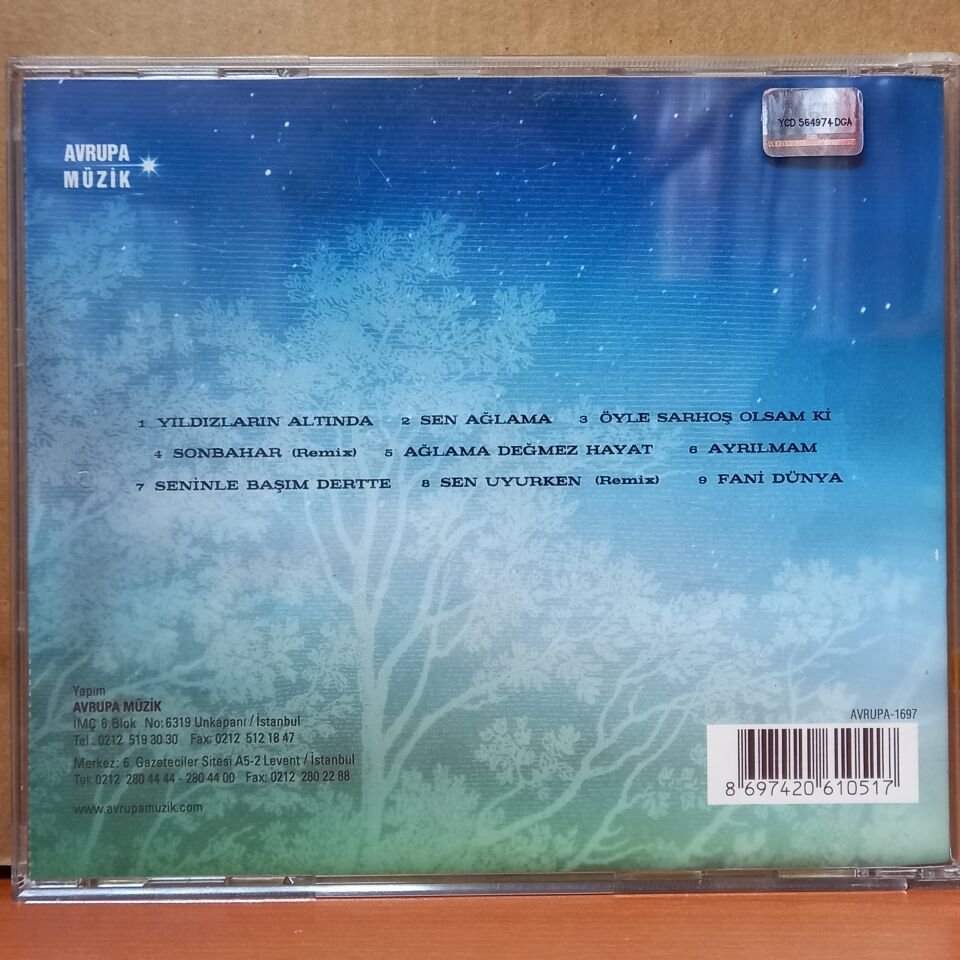 AVRUPA
MÜZİK
YCD 564974 DGA
1 YILDIZLARIN ALTINDA 2 SEN AĞLAMA 3 ÖYLE SARHOŞ OLSAM Kİ
4 SONBAHAR (Remix) 5 AĞLAMA DEĞMEZ HAYAT 6 AYRILMAM
7 SENİNLE BAŞIM DERTTE 8 SEN UYURKEN (Remix) 9 FANİ DÜNYA
Yapım
AVRUPA MÜZİK
İMÇ 6 Blok No: 6319 Unkapanı / İstanbul
Tel : 0212 519 30 30 Fax: 0212 512 18 47
Merkez: 6. Gazeteciler Sitesi A5-2 Levent / İstanbul
Tel: 0212 280 44 44 - 280 44 00 Fax: 0212 280 22 88
www.avrupamuzik.com
AVRUPA-1697
8 697420 610517